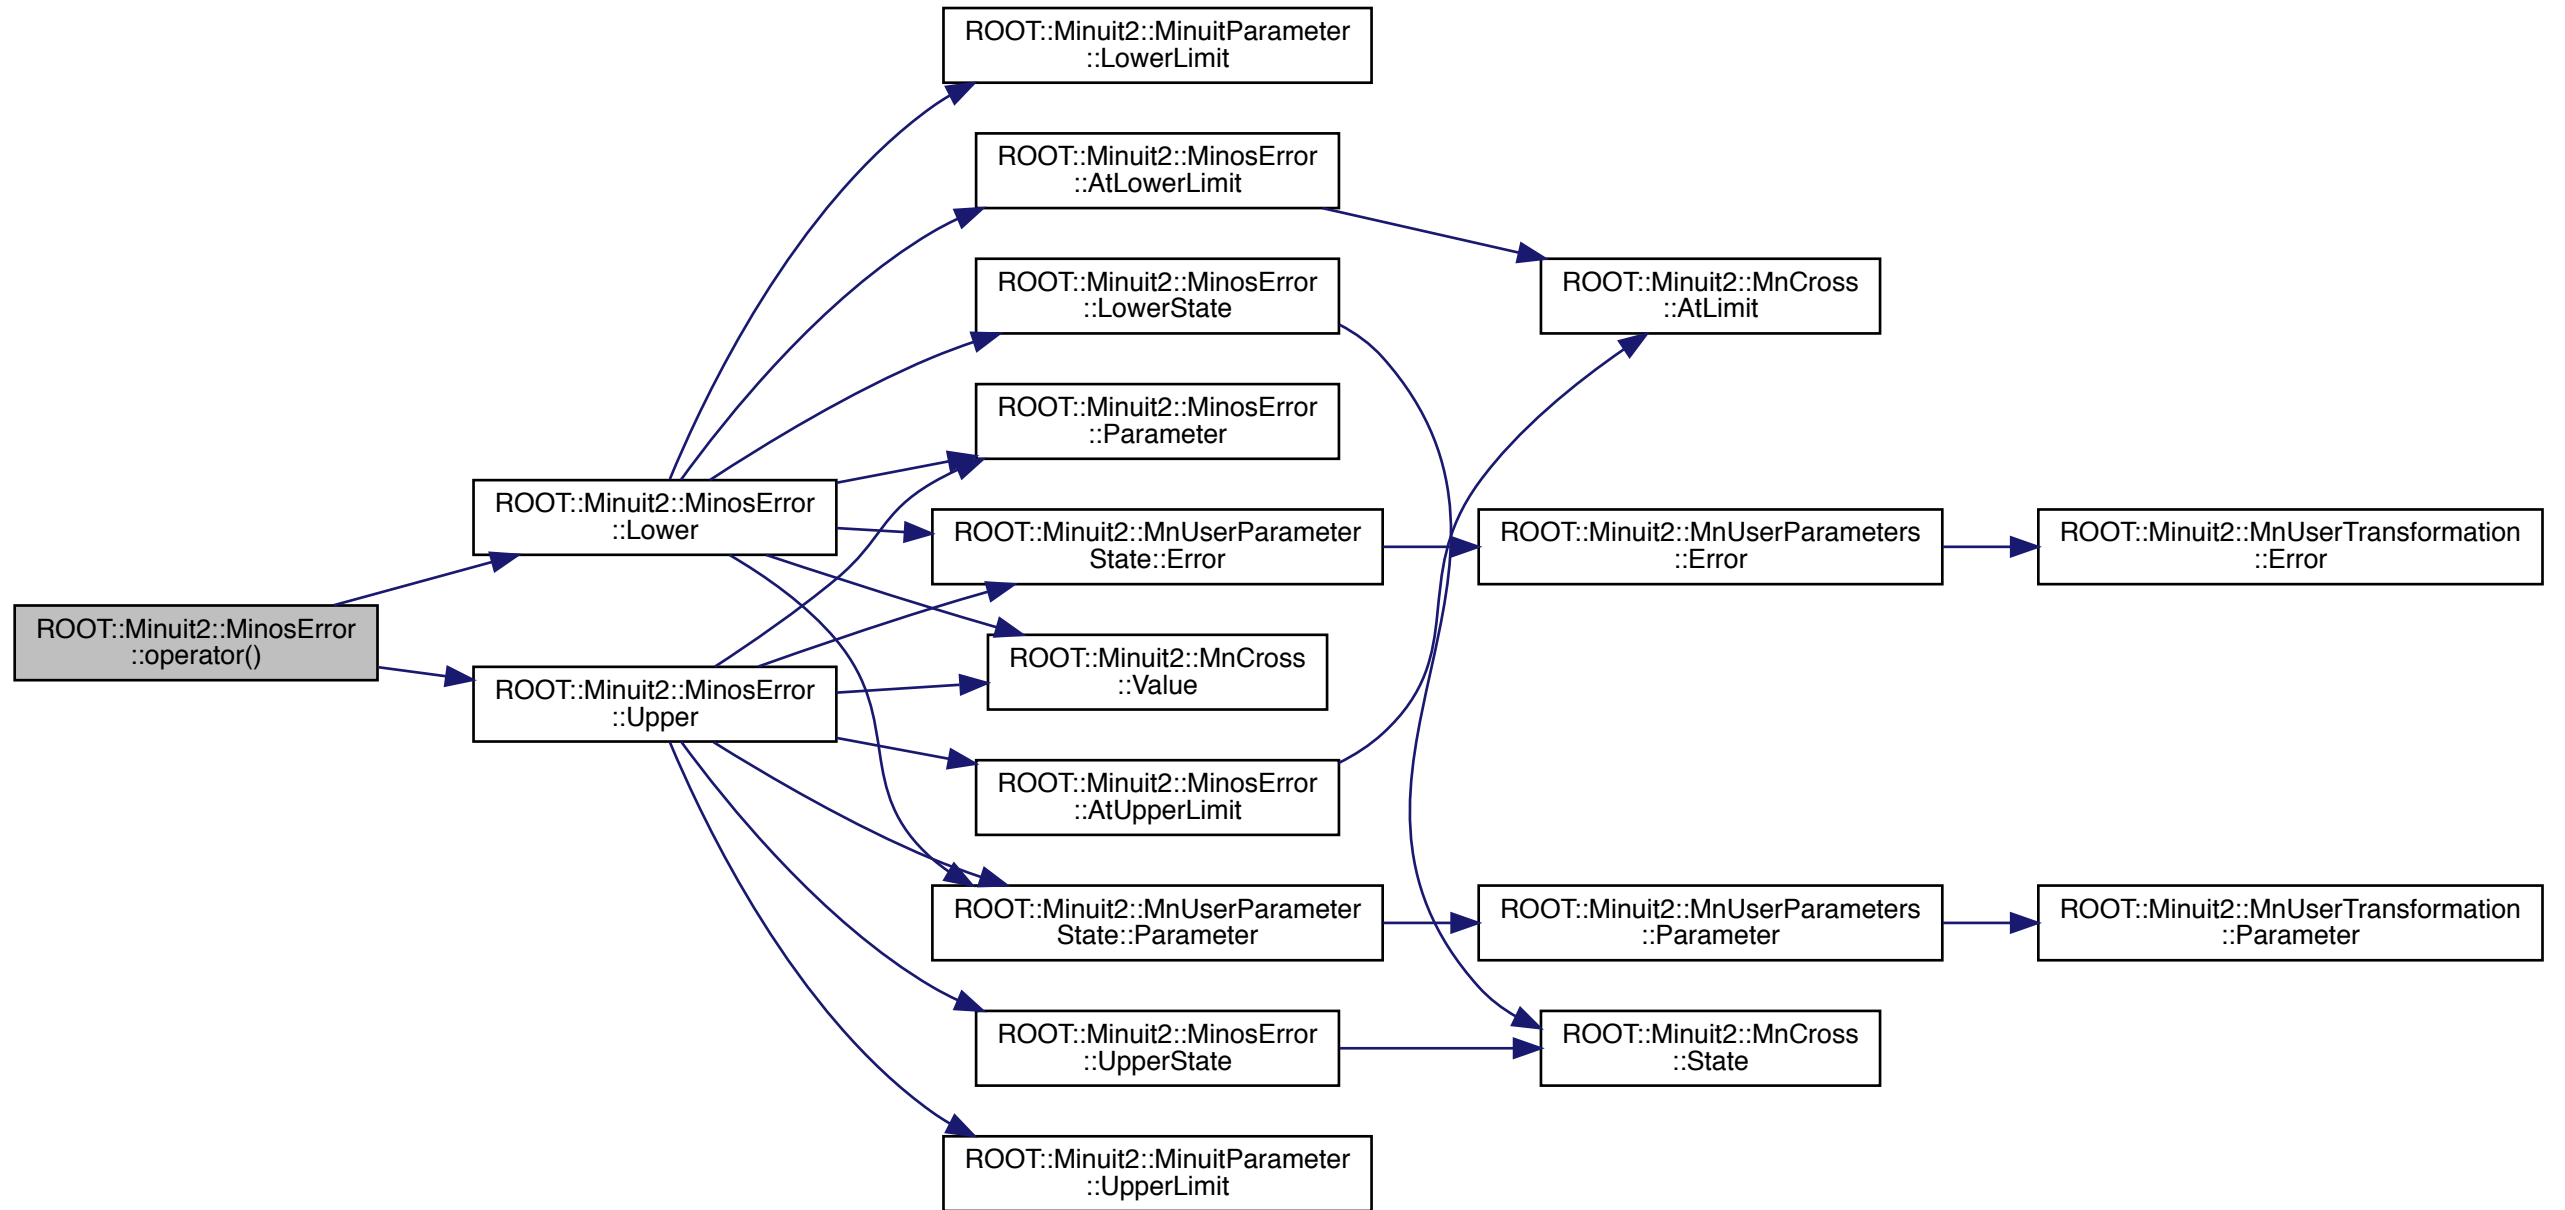 ROOT::Minuit2::MinosError
::operator()
ROOT::Minuit2::MinosError
::Lower
ROOT::Minuit2::MinosError
::Upper
ROOT::Minuit2::MinuitParameter
::LowerLimit
ROOT::Minuit2::MinosError
::AtLowerLimit
ROOT::Minuit2::MinosError
::LowerState
ROOT::Minuit2::MinosError
::Parameter
ROOT::Minuit2::MnUserParameter
State::Error
ROOT::Minuit2::MnCross
::Value
ROOT::Minuit2::MinosError
::AtUpperLimit
ROOT::Minuit2::MnUserParameter
State::Parameter
ROOT::Minuit2::MinosError
::UpperState
ROOT::Minuit2::MinuitParameter
::UpperLimit
ROOT::Minuit2::MnCross
::AtLimit
ROOT::Minuit2::MnUserParameters
::Error
ROOT::Minuit2::MnUserParameters
::Parameter
ROOT::Minuit2::MnCross
::State
ROOT::Minuit2::MnUserTransformation
::Error
ROOT::Minuit2::MnUserTransformation
::Parameter